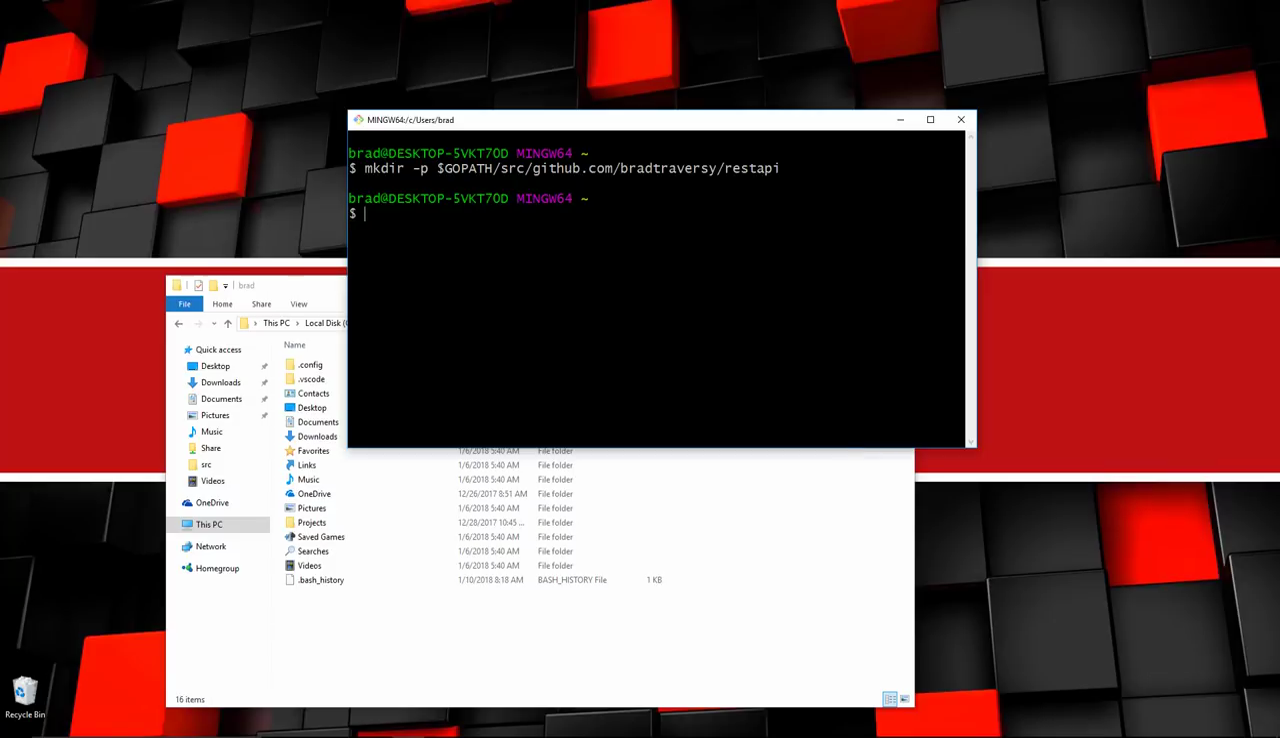 MINGW64:/c/Users/brad
brad@DESKTOP-5VKT70D MINGW64 ~
$ mkdir -p $GOPATH/src/github.com/bradtraversy/restapi
brad@DESKTOP-5VKT70D MINGW64 ~
$
brad
File Home Share View
This PC > Local Disk (
Name
Quick access
Desktop
Downloads
Documents
Pictures
Music
Share
src
Videos
OneDrive
This PC
Network
Homegroup
.config
.vscode
Contacts
Desktop
Documents
Downloads
Favorites 1/6/2018 5:40 AM File folder
Links 1/6/2018 5:40 AM File folder
Music 1/6/2018 5:40 AM File folder
OneDrive 12/26/2017 8:51 AM File folder
Pictures 1/6/2018 5:40 AM File folder
Projects 12/28/2017 10:45 ... File folder
Saved Games 1/6/2018 5:40 AM File folder
Searches 1/6/2018 5:40 AM File folder
Videos 1/6/2018 5:40 AM File folder
.bash_history 1/10/2018 8:18 AM BASH_HISTORY File 1 KB
16 items
Recycle Bin